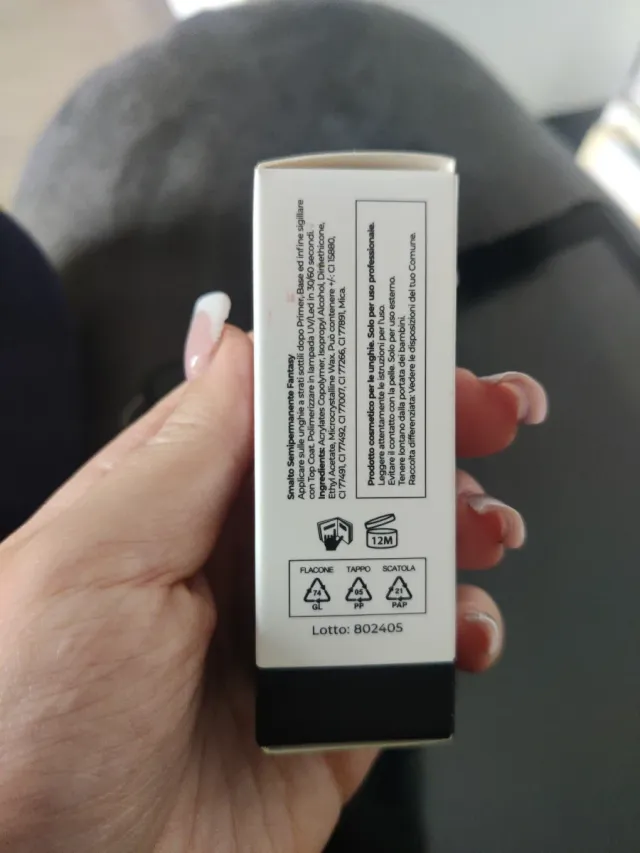 Smalto Semipermanente Fantasy
Applicare sulle unghie a strati sottili dopo Primer, Base ed infine sigillare
con Top Coat. Polimerizzare in lampada UV/Led in 30/60 secondi.
Ingredients: Acrylates Copolymer, Isopropyl Alcohol, Dimethicone,
Ethyl Acetate, Microcrystalline Wax. Può contenere +/-: CI 15880,
CI 77491, CI 77492, CI 77007, CI 77266, CI 77891, Mica.
Prodotto cosmetico per le unghie. Solo per uso professionale.
Leggere attentamente le istruzioni per l'uso.
Evitare il contatto con la pelle. Solo per uso esterno.
Tenere lontano dalla portata dei bambini.
Raccolta differenziata: Vedere le disposizioni del tuo Comune.
12M
FLACONE TAPPO SCATOLA
74 05 21
GL PP PAP
Lotto: 802405